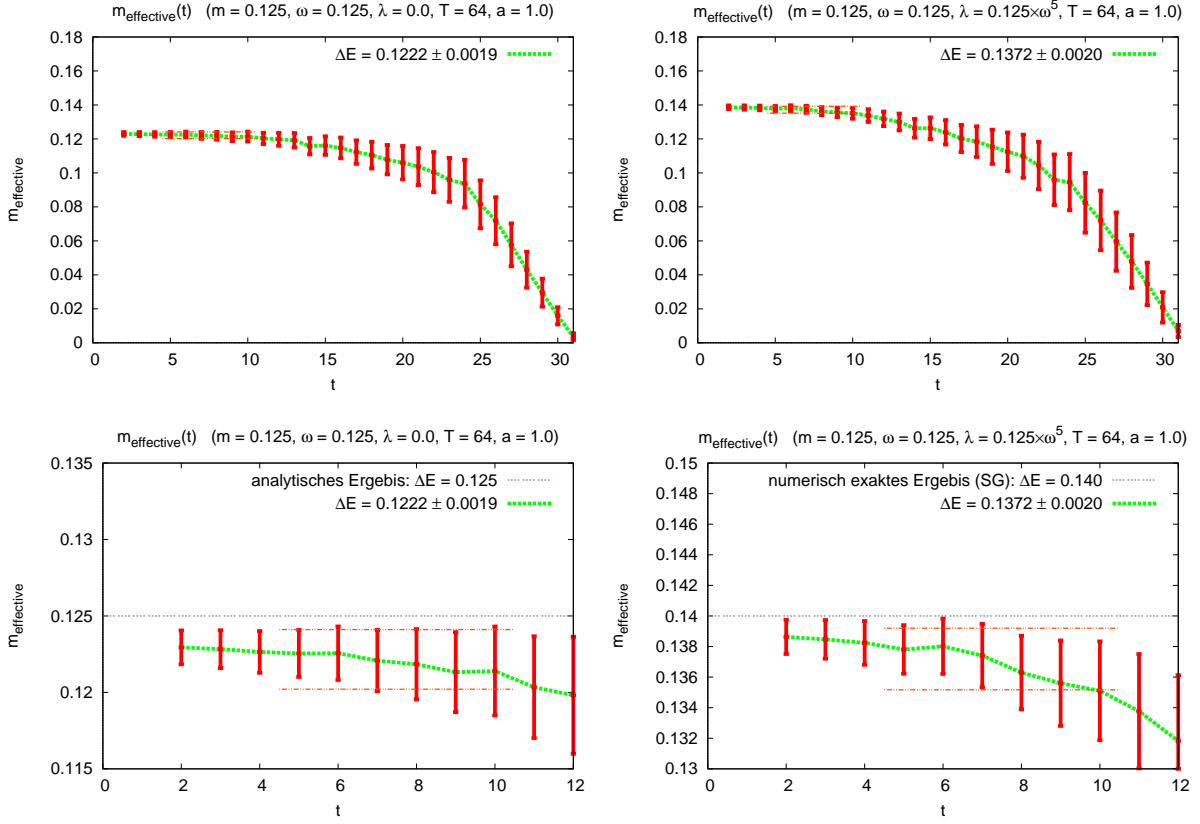 m_effective(t) (m = 0.125, ω = 0.125, λ = 0.0, T = 64, a = 1.0)
ΔE = 0.1222 ± 0.0019
m_effective
0.18
0.16
0.14
0.12
0.1
0.08
0.06
0.04
0.02
0
0 5 10 15 20 25 30
t
m_effective(t) (m = 0.125, ω = 0.125, λ = 0.125×ω^5, T = 64, a = 1.0)
ΔE = 0.1372 ± 0.0020
m_effective
0.18
0.16
0.14
0.12
0.1
0.08
0.06
0.04
0.02
0
0 5 10 15 20 25 30
t
m_effective(t) (m = 0.125, ω = 0.125, λ = 0.0, T = 64, a = 1.0)
analytisches Ergebis: ΔE = 0.125
ΔE = 0.1222 ± 0.0019
m_effective
0.135
0.13
0.125
0.12
0.115
0 2 4 6 8 10 12
t
m_effective(t) (m = 0.125, ω = 0.125, λ = 0.125×ω^5, T = 64, a = 1.0)
numerisch exaktes Ergebis (SG): ΔE = 0.140
ΔE = 0.1372 ± 0.0020
m_effective
0.15
0.148
0.146
0.144
0.142
0.14
0.138
0.136
0.134
0.132
0.13
0 2 4 6 8 10 12
t